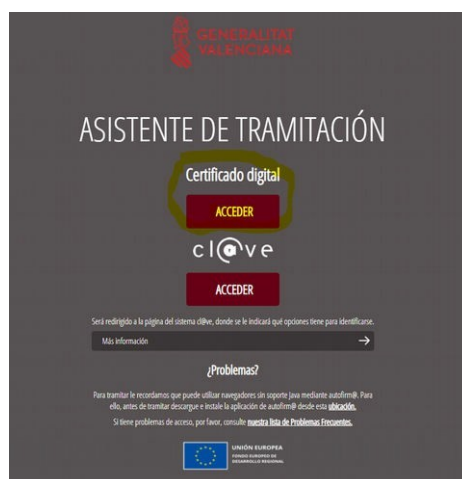 GENERALITAT
VALENCIANA
ASISTENTE DE TRAMITACIÓN
Certificado digital
ACCEDER
cl@ve
ACCEDER
Será redirigido a la página del sistema cl@ve, donde se le indicará qué opciones tiene para identificarse.
Más información
¿Problemas?
Para tramitar le recordamos que puede utilizar navegadores sin soporte Java mediante autofirm@. Para
ello, antes de tramitar descargue e instale la aplicación de autofirm@ desde esta ubicación.
Si tiene problemas de acceso, por favor, consulte nuestra lista de Problemas Frecuentes.
UNIÓN EUROPEA
FONDO EUROPEO DE
DESARROLLO REGIONAL